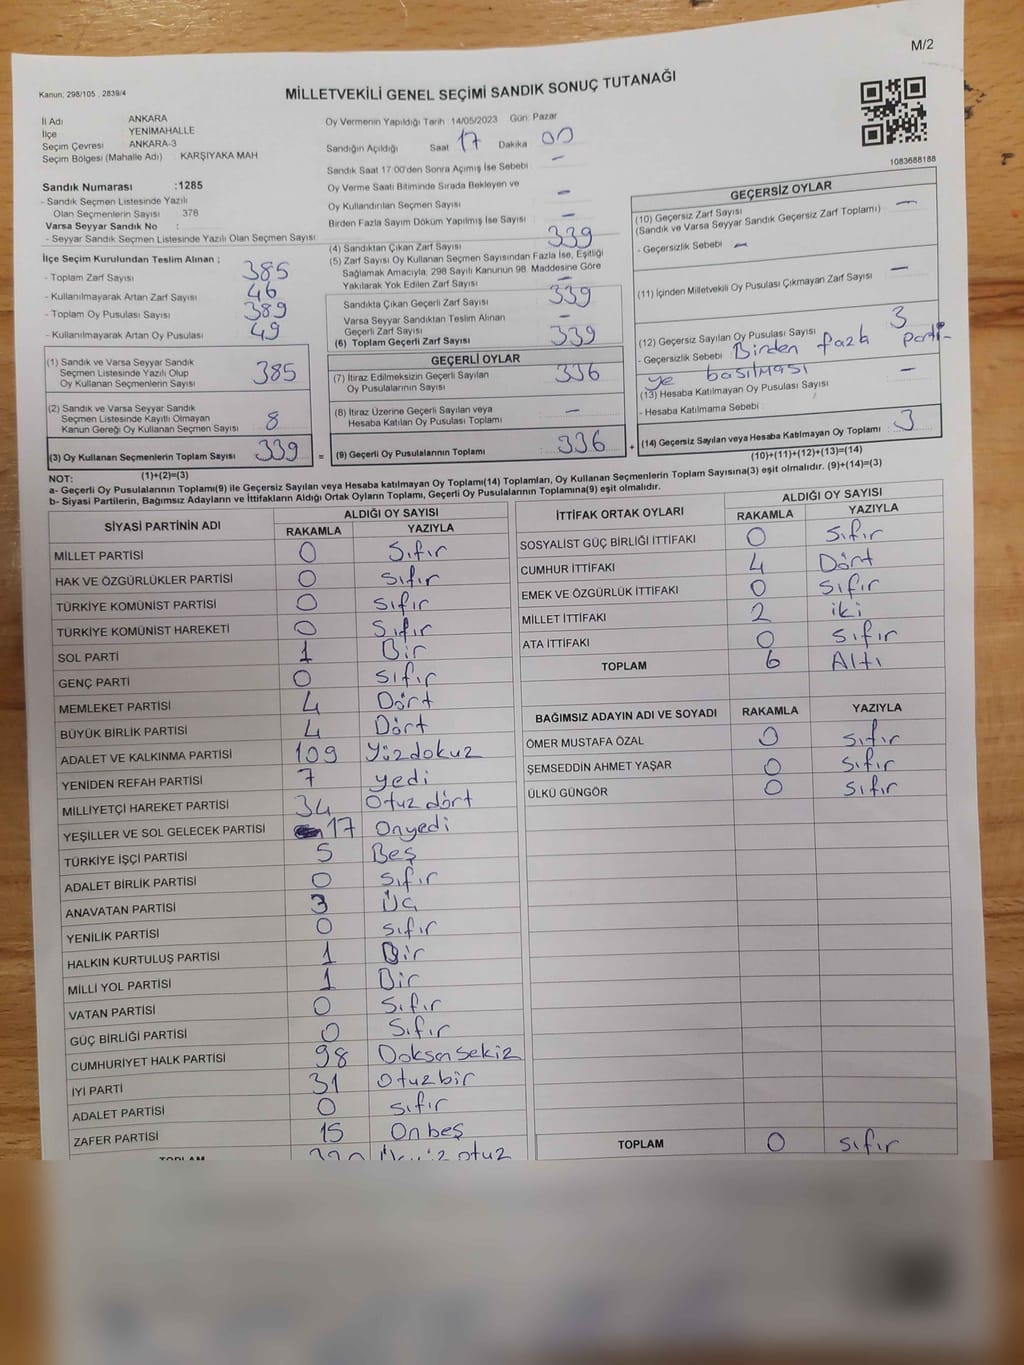 M/2
Kanun; 298/105 , 2839/4
MİLLETVEKİLİ GENEL SEÇİMİ SANDIK SONUÇ TUTANAĞI
İl Adı ANKARA
İlçe YENİMAHALLE
Seçim Çevresi ANKARA-3
Seçim Bölgesi (Mahalle Adı) KARŞIYAKA MAH
Oy Vermenin Yapıldığı Tarih 14/05/2023 Gün: Pazar
Sandığın Açıldığı Saat 17 Dakika 00
Sandık Saat 17:00'den Sonra Açımış İse Sebebi –
Oy Verme Saati Bitiminde Sırada Bekleyen ve
Oy Kullandırılan Seçmen Sayısı –
Birden Fazla Sayım Döküm Yapılmış İse Sayısı –
1083688188
Sandık Numarası :1285
- Sandık Seçmen Listesinde Yazılı
Olan Seçmenlerin Sayısı 378
Varsa Seyyar Sandık No :
- Seyyar Sandık Seçmen Listesinde Yazılı Olan Seçmen Sayısı
İlçe Seçim Kurulundan Teslim Alınan ;
- Toplam Zarf Sayısı 385
- Kullanılmayarak Artan Zarf Sayısı 46
- Toplam Oy Pusulası Sayısı 389
- Kullanılmayarak Artan Oy Pusulası 49
(1) Sandık ve Varsa Seyyar Sandık
Seçmen Listesinde Yazılı Olup
Oy Kullanan Seçmenlerin Sayısı 385
(2) Sandık ve Varsa Seyyar Sandık
Seçmen Listesinde Kayıtlı Olmayan
Kanun Gereği Oy Kullanan Seçmen Sayısı 8
(3) Oy Kullanan Seçmenlerin Toplam Sayısı 339 =
(1)+(2)=(3)
(4) Sandıktan Çıkan Zarf Sayısı 339
(5) Zarf Sayısı Oy Kullanan Seçmen Sayısından Fazla İse, Eşitliği
Sağlamak Amacıyla; 298 Sayılı Kanunun 98. Maddesine Göre
Yakılarak Yok Edilen Zarf Sayısı –
Sandıkta Çıkan Geçerli Zarf Sayısı 339
Varsa Seyyar Sandıktan Teslim Alınan
Geçerli Zarf Sayısı –
(6) Toplam Geçerli Zarf Sayısı 339
GEÇERLİ OYLAR
(7) İtiraz Edilmeksizin Geçerli Sayılan
Oy Pusulalarının Sayısı 336
(8) İtiraz Üzerine Geçerli Sayılan veya
Hesaba Katılan Oy Pusulası Toplamı –
(9) Geçerli Oy Pusulalarının Toplamı 336 +
GEÇERSİZ OYLAR
(10) Geçersiz Zarf Sayısı –
(Sandık ve Varsa Seyyar Sandık Geçersiz Zarf Toplamı)
- Geçersizlik Sebebi –
(11) İçinden Milletvekili Oy Pusulası Çıkmayan Zarf Sayısı –
(12) Geçersiz Sayılan Oy Pusulası Sayısı 3
- Geçersizlik Sebebi Birden fazla parti-
ye basılması
(13) Hesaba Katılmayan Oy Pusulası Sayısı –
- Hesaba Katılmama Sebebi
(14) Geçersiz Sayılan veya Hesaba Katılmayan Oy Toplamı 3
(10)+(11)+(12)+(13)=(14)
NOT:
a- Geçerli Oy Pusulalarının Toplamı(9) ile Geçersiz Sayılan veya Hesaba Katılmayan Oy Toplamı(14) Toplamları, Oy Kullanan Seçmenlerin Toplam Sayısına(3) eşit olmalıdır. (9)+(14)=(3)
b- Siyasi Partilerin, Bağımsız Adayların ve İttifakların Aldığı Ortak Oyların Toplamı, Geçerli Oy Pusulalarının Toplamına(9) eşit olmalıdır.
SİYASİ PARTİNİN ADI ALDIĞI OY SAYISI
RAKAMLA YAZIYLA
MİLLET PARTİSİ 0 Sıfır
HAK VE ÖZGÜRLÜKLER PARTİSİ 0 sıfır
TÜRKİYE KOMÜNİST PARTİSİ 0 sıfır
TÜRKİYE KOMÜNİST HAREKETİ 0 Sıfır
SOL PARTİ 1 Bir
GENÇ PARTİ 0 sıfır
MEMLEKET PARTİSİ 4 Dört
BÜYÜK BİRLİK PARTİSİ 4 Dört
ADALET VE KALKINMA PARTİSİ 109 Yüzdokuz
YENİDEN REFAH PARTİSİ 7 yedi
MİLLİYETÇİ HAREKET PARTİSİ 34 Otuz dört
YEŞİLLER VE SOL GELECEK PARTİSİ 17 Onyedi
TÜRKİYE İŞÇİ PARTİSİ 5 Beş
ADALET BİRLİK PARTİSİ 0 sıfır
ANAVATAN PARTİSİ 3 Üç
YENİLİK PARTİSİ 0 sıfır
HALKIN KURTULUŞ PARTİSİ 1 Bir
MİLLİ YOL PARTİSİ 1 Bir
VATAN PARTİSİ 0 Sıfır
GÜÇ BİRLİĞİ PARTİSİ 0 Sıfır
CUMHURİYET HALK PARTİSİ 98 Doksan sekiz
İYİ PARTİ 31 Otuzbir
ADALET PARTİSİ 0 sıfır
ZAFER PARTİSİ 15 Onbeş
TOPLAM 330 Üçyüz otuz
İTTİFAK ORTAK OYLARI ALDIĞI OY SAYISI
RAKAMLA YAZIYLA
SOSYALİST GÜÇ BİRLİĞİ İTTİFAKI 0 Sıfır
CUMHUR İTTİFAKI 4 Dört
EMEK VE ÖZGÜRLÜK İTTİFAKI 0 sıfır
MİLLET İTTİFAKI 2 iki
ATA İTTİFAKI 0 sıfır
TOPLAM 6 Altı
BAĞIMSIZ ADAYIN ADI VE SOYADI RAKAMLA YAZIYLA
ÖMER MUSTAFA ÖZAL 0 sıfır
ŞEMSEDDİN AHMET YAŞAR 0 sıfır
ÜLKÜ GÜNGÖR 0 sıfır
TOPLAM 0 sıfır